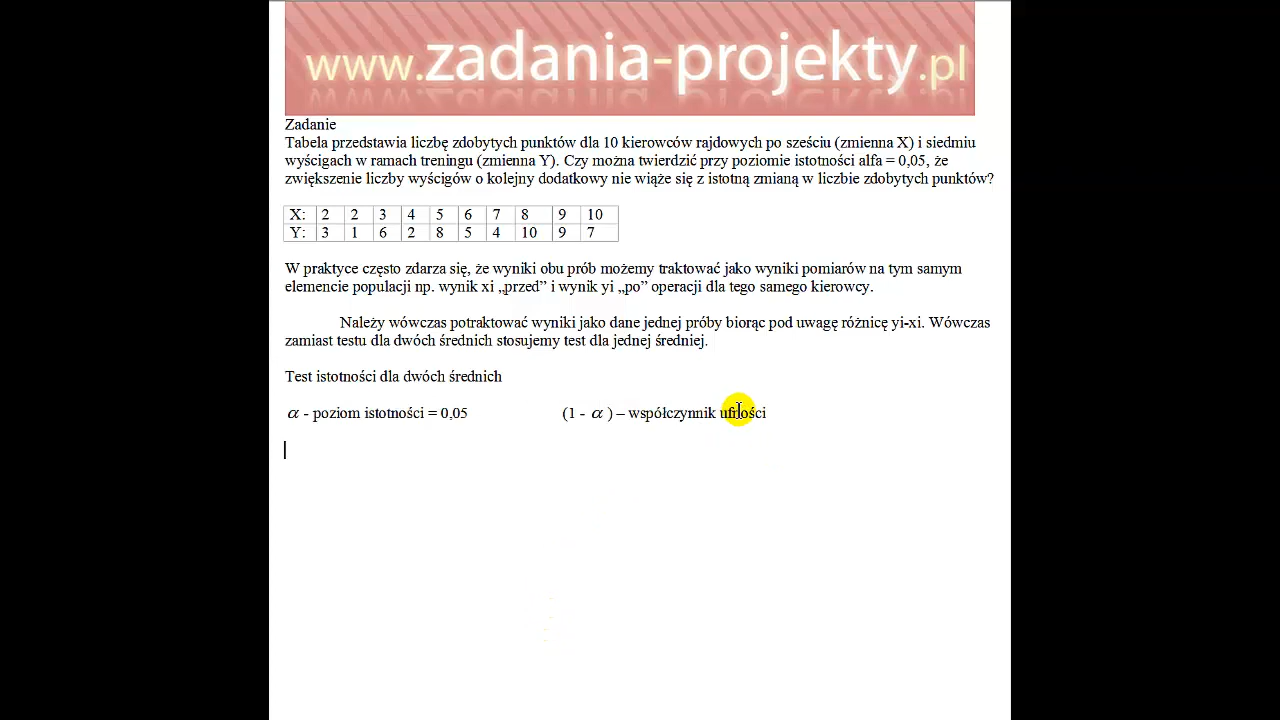 www.zadania-projekty.pl
Zadanie
Tabela przedstawia liczbę zdobytych punktów dla 10 kierowców rajdowych po sześciu (zmienna X) i siedmiu
wyścigach w ramach treningu (zmienna Y). Czy można twierdzić przy poziomie istotności alfa = 0,05, że
zwiększenie liczby wyścigów o kolejny dodatkowy nie wiąże się z istotną zmianą w liczbie zdobytych punktów?
X: 2 2 3 4 5 6 7 8 9 10
Y: 3 1 6 2 8 5 4 10 9 7
W praktyce często zdarza się, że wyniki obu prób możemy traktować jako wyniki pomiarów na tym samym
elemencie populacji np. wynik xi „przed” i wynik yi „po” operacji dla tego samego kierowcy.
Należy wówczas potraktować wyniki jako dane jednej próby biorąc pod uwagę różnicę yi-xi. Wówczas
zamiast testu dla dwóch średnich stosujemy test dla jednej średniej.
Test istotności dla dwóch średnich
α - poziom istotności = 0,05 (1 - α ) – współczynnik ufności